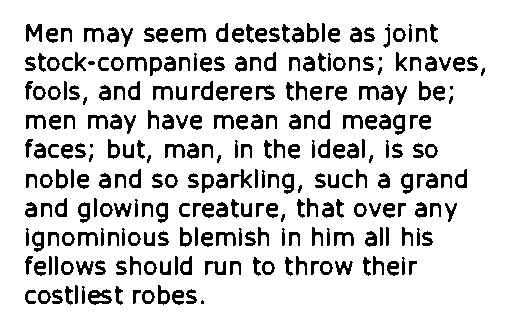 Men may seem detestable as joint
stock-companies and nations; knaves,
fools, and murderers there may be;
men may have mean and meagre
faces; but, man, in the ideal, is so
noble and so sparkling, such a grand
and glowing creature, that over any
ignominious blemish in him all his
fellows should run to throw their
costliest robes.